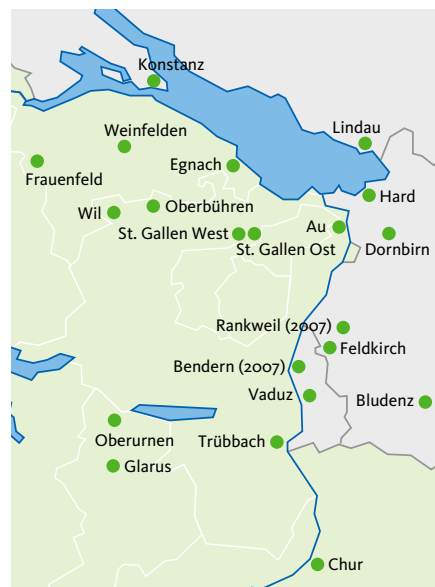 Konstanz
Weinfelden
Lindau
Egnach
Frauenfeld
Hard
Oberbühren
Wil
Au
St. Gallen West
Dornbirn
St. Gallen Ost
Rankweil (2007)
Feldkirch
Bendern (2007)
Vaduz
Bludenz
Oberurnen
Trübbach
Glarus
Chur